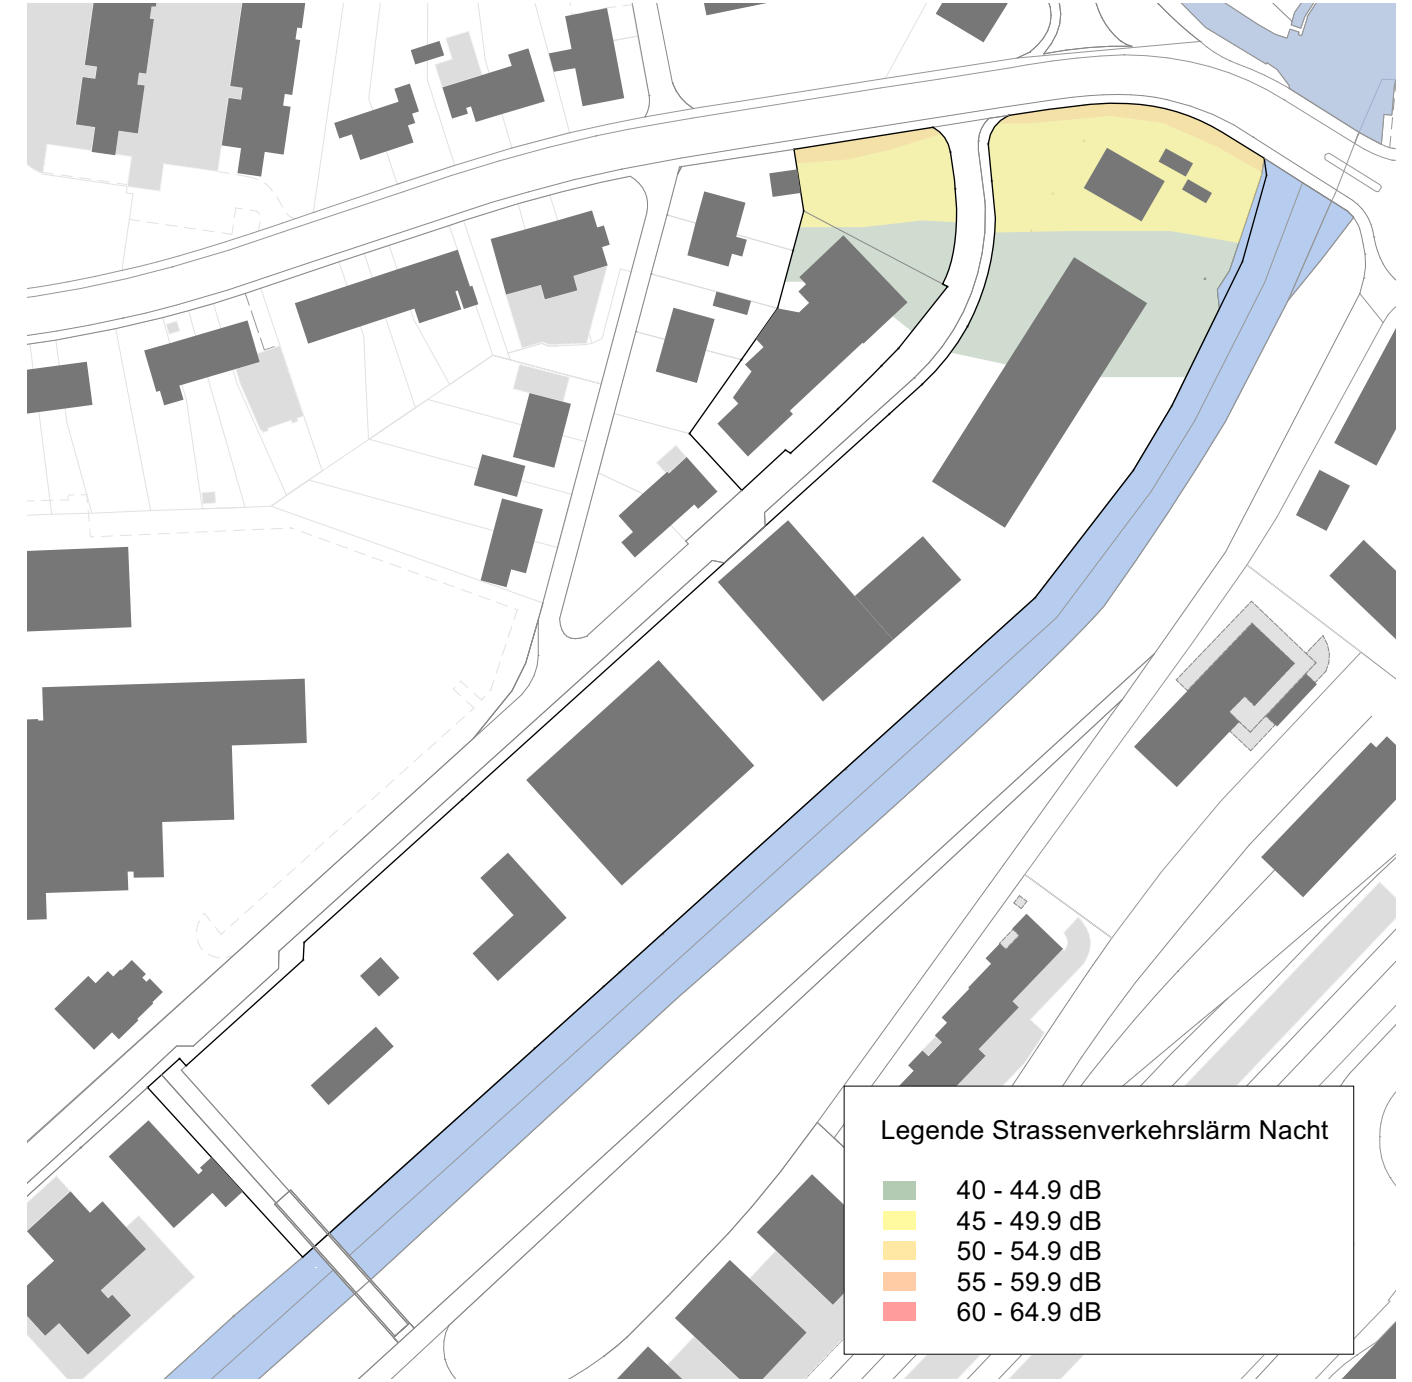 Legende Strassenverkehrslärm Nacht
40 - 44.9 dB
45 - 49.9 dB
50 - 54.9 dB
55 - 59.9 dB
60 - 64.9 dB